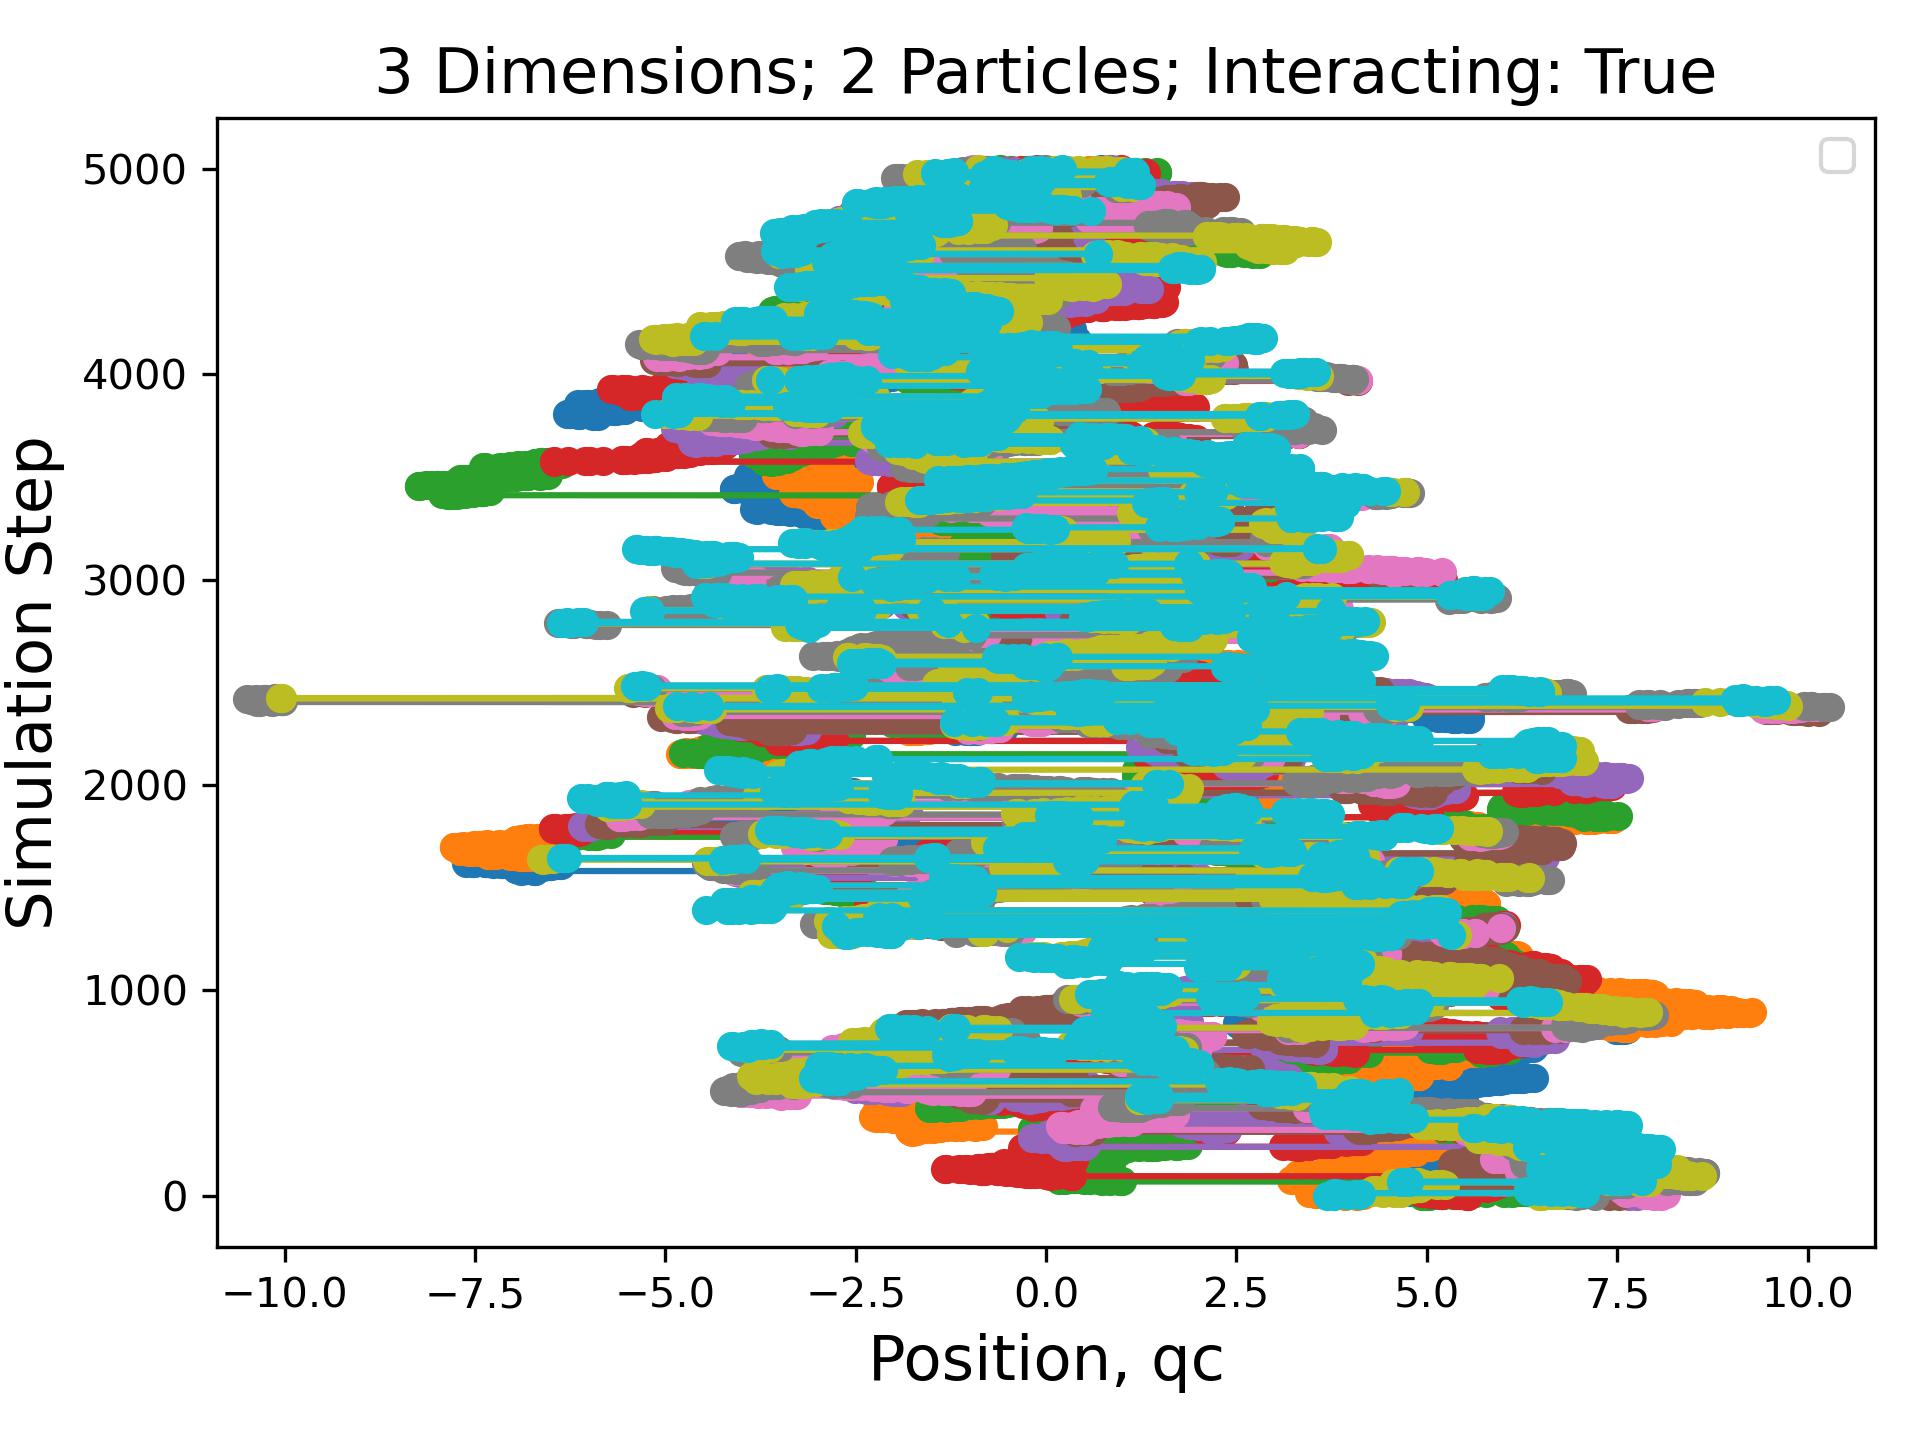 3 Dimensions; 2 Particles; Interacting: True
Simulation Step
5000
4000
3000
2000
1000
0
−10.0 −7.5 −5.0 −2.5 0.0 2.5 5.0 7.5 10.0
Position, qc